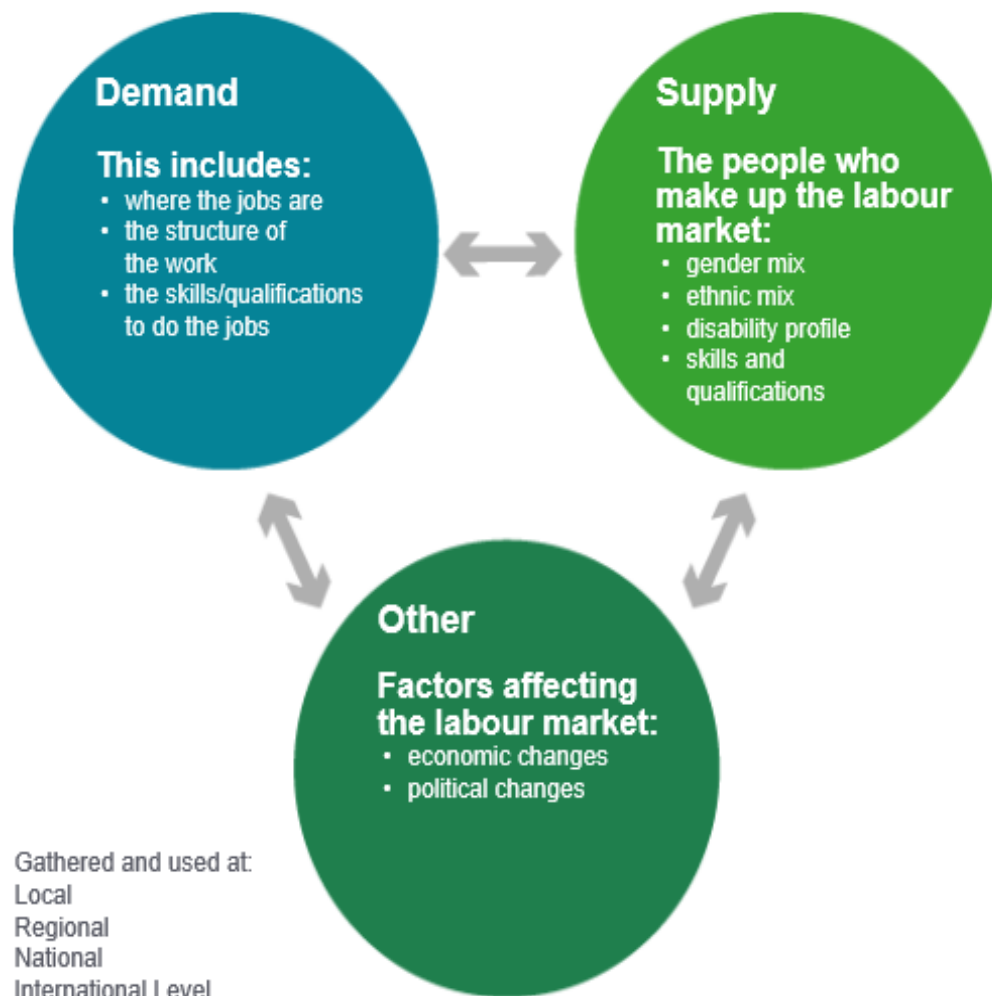 Demand
This includes:
• where the jobs are
• the structure of
the work
• the skills/qualifications
to do the jobs
Supply
The people who
make up the labour
market:
• gender mix
• ethnic mix
• disability profile
• skills and
qualifications
Other
Factors affecting
the labour market:
• economic changes
• political changes
Gathered and used at:
Local
Regional
National
International Level